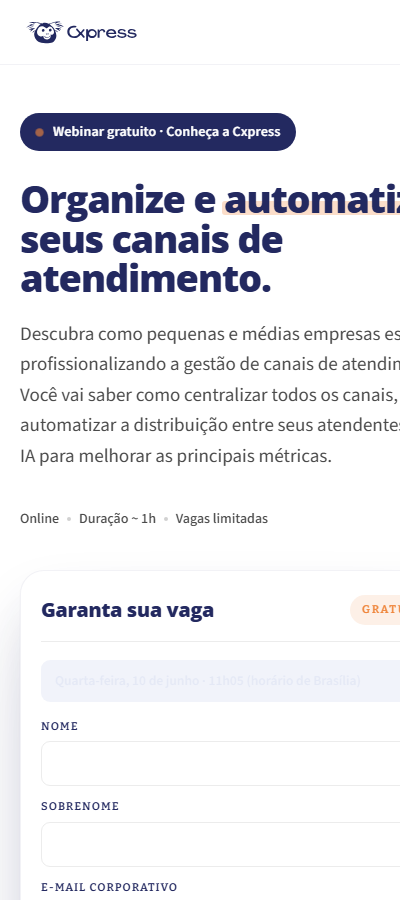 Cxpress
Webinar gratuito · Conheça a Cxpress
Organize e automatiz
seus canais de
atendimento.
Descubra como pequenas e médias empresas es
profissionalizando a gestão de canais de atendin
Você vai saber como centralizar todos os canais,
automatizar a distribuição entre seus atendentes
IA para melhorar as principais métricas.
Online • Duração ~ 1h • Vagas limitadas
Garanta sua vaga
GRATU
Quarta-feira, 10 de junho · 11h05 (horário de Brasília)
NOME
SOBRENOME
E-MAIL CORPORATIVO